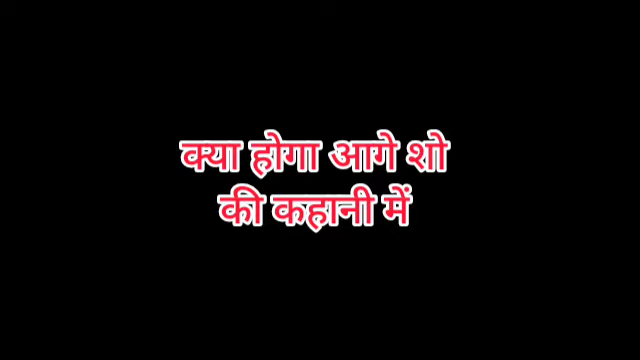 क्या होगा आगे शो
की कहानी में